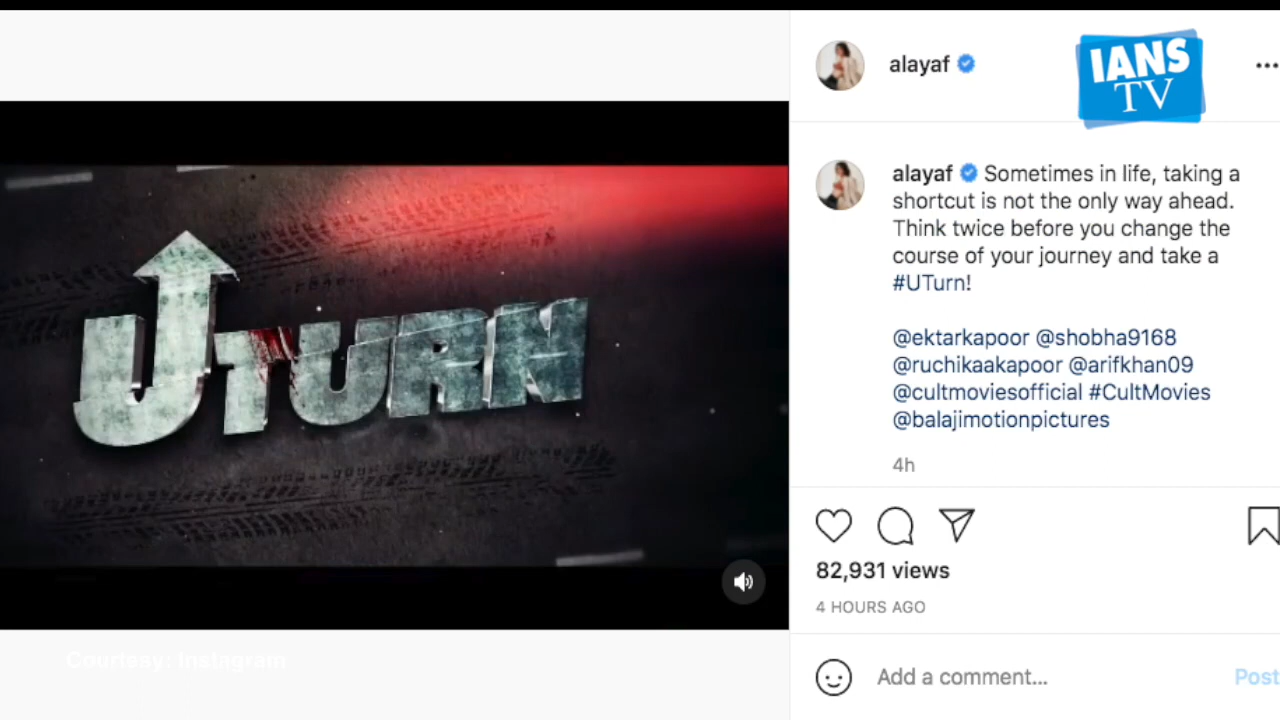 alayaf
IANS
TV
alayaf Sometimes in life, taking a
shortcut is not the only way ahead.
Think twice before you change the
course of your journey and take a
#UTurn!
@ektarkapoor @shobha9168
@ruchikaakapoor @arifkhan09
@cultmoviesofficial #CultMovies
@balajimotionpictures
4h
UTURN
82,931 views
4 HOURS AGO
Courtesy: Instagram
Add a comment... Post